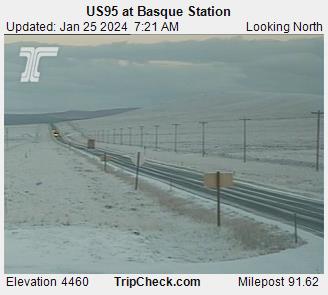 US95 at Basque Station
Updated: Jan 25 2024 7:21 AM Looking North
Elevation 4460 TripCheck.com Milepost 91.62